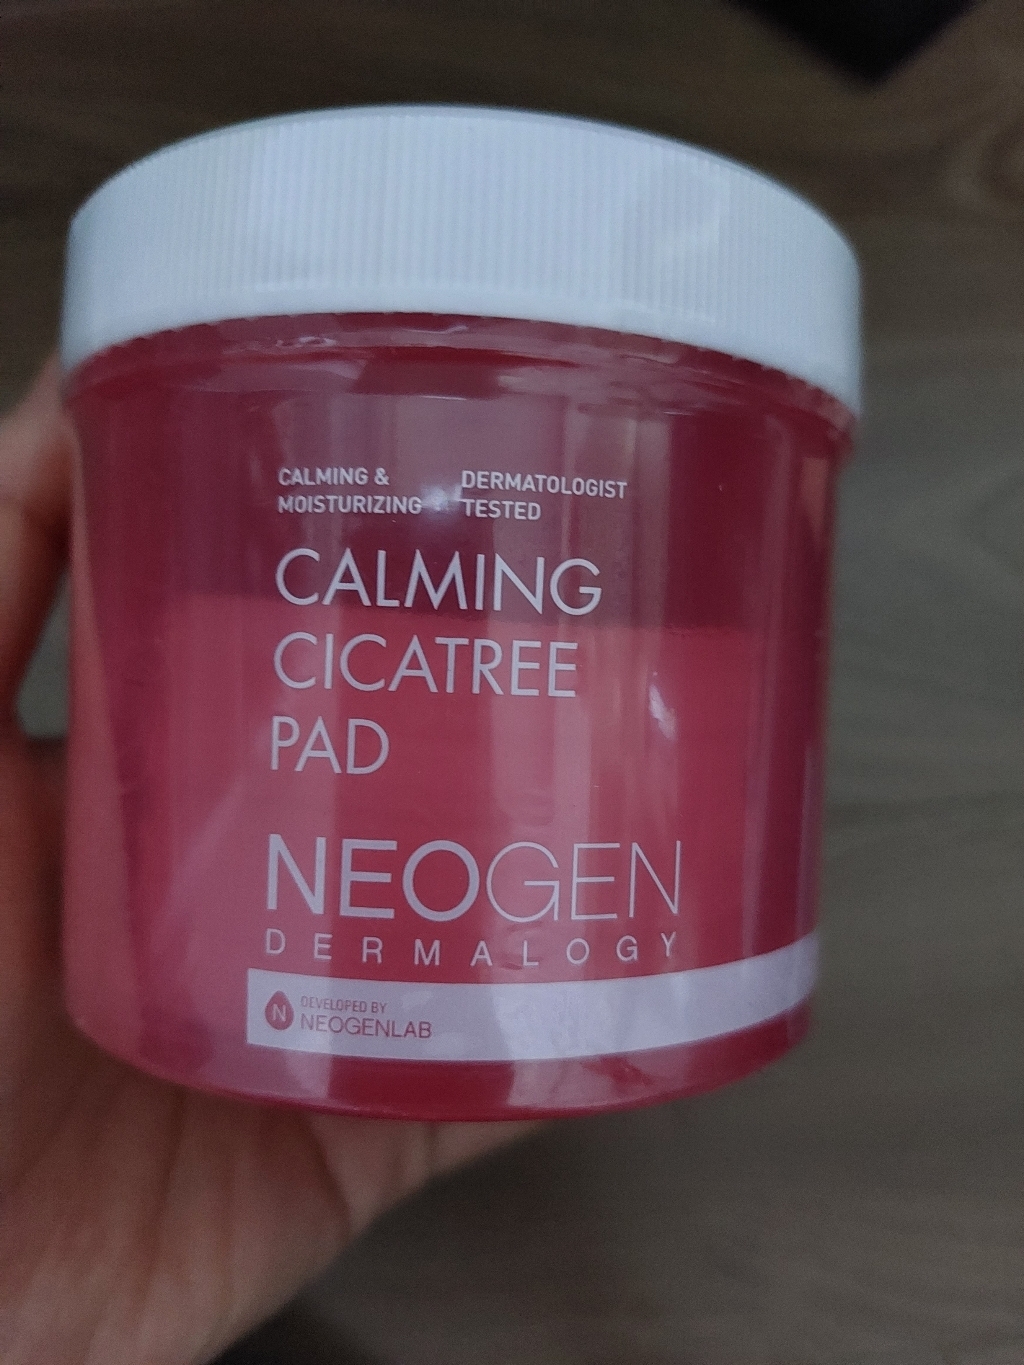 CALMING &
MOISTURIZING
DERMATOLOGIST
TESTED
CALMING
CICATREE
PAD
NEOGEN
DERMALOGY
N
DEVELOPED BY
NEOGENLAB